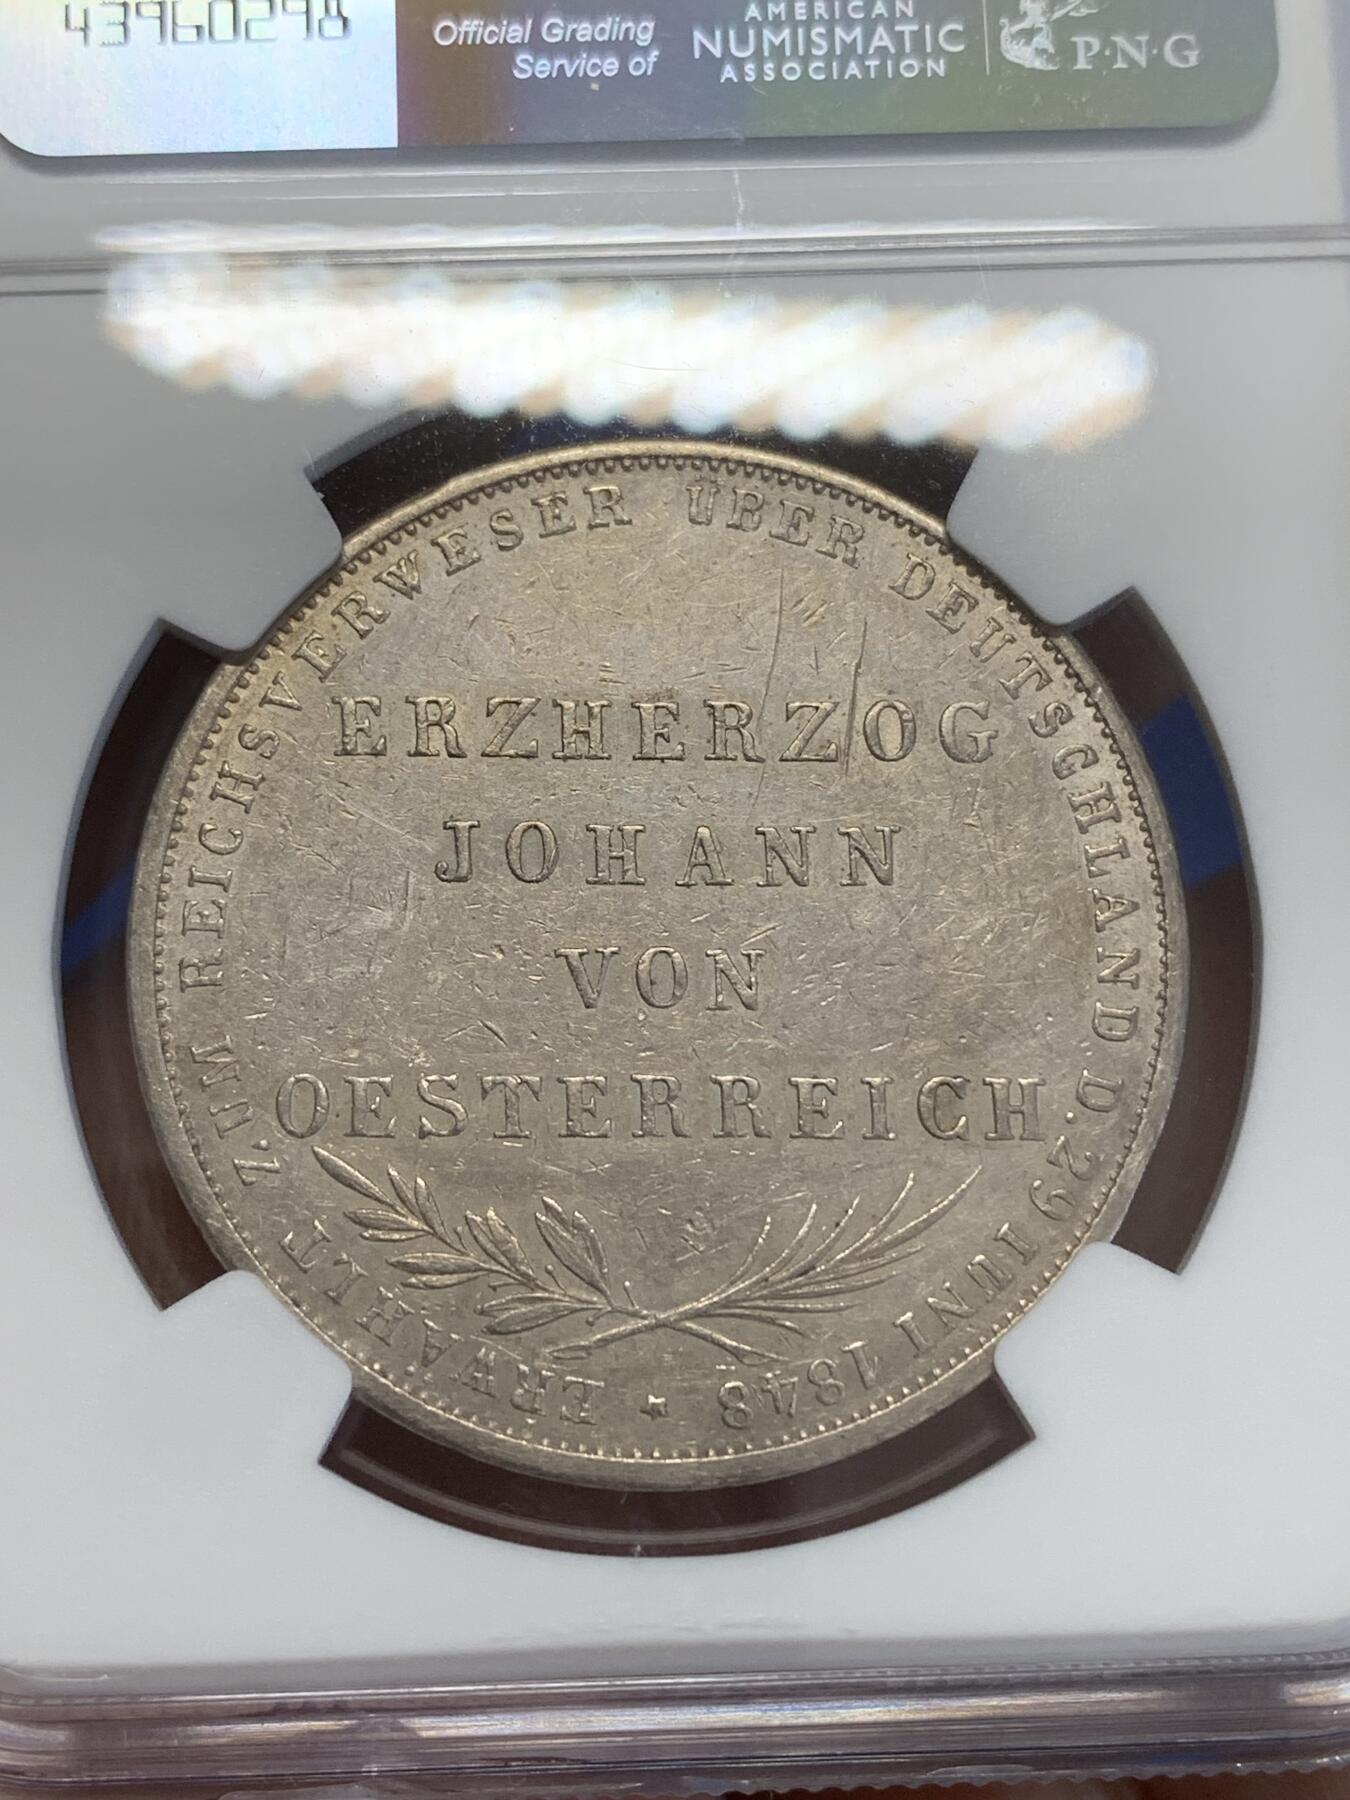 43960298
Official Grading
Service of
AMERICAN
NUMISMATIC
ASSOCIATION
P·N·G
ERWÄHLT Z.UM REICHSVERWESER ÜBER DEUTSCHLAND D. 29 IUNI 1848 ★
ERZHERZOG
JOHANN
VON
OESTERREICH